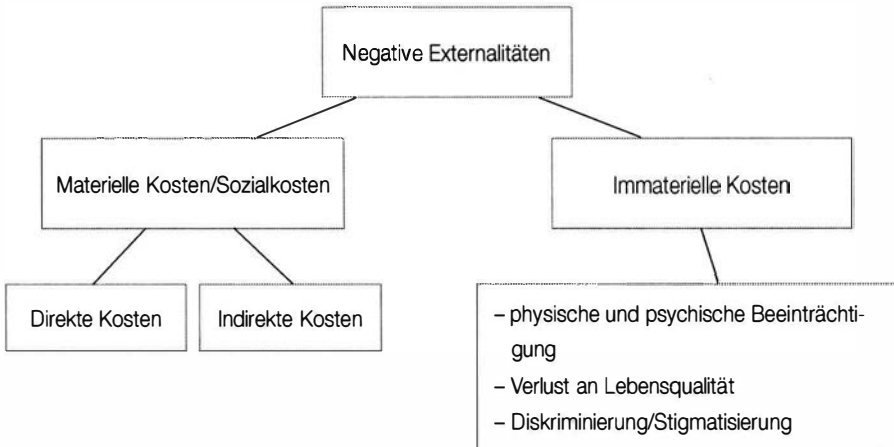 Negative Externalitäten
Materielle Kosten/Sozialkosten
Immaterielle Kosten
Direkte Kosten
Indirekte Kosten
– physische und psychische Beeinträchti-
gung
– Verlust an Lebensqualität
– Diskriminierung/Stigmatisierung